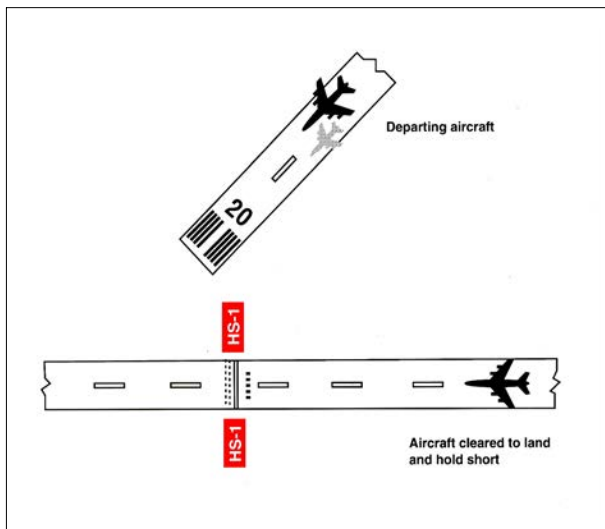 Departing aircraft
20
HS-1
HS-1
Aircraft cleared to land
and hold short